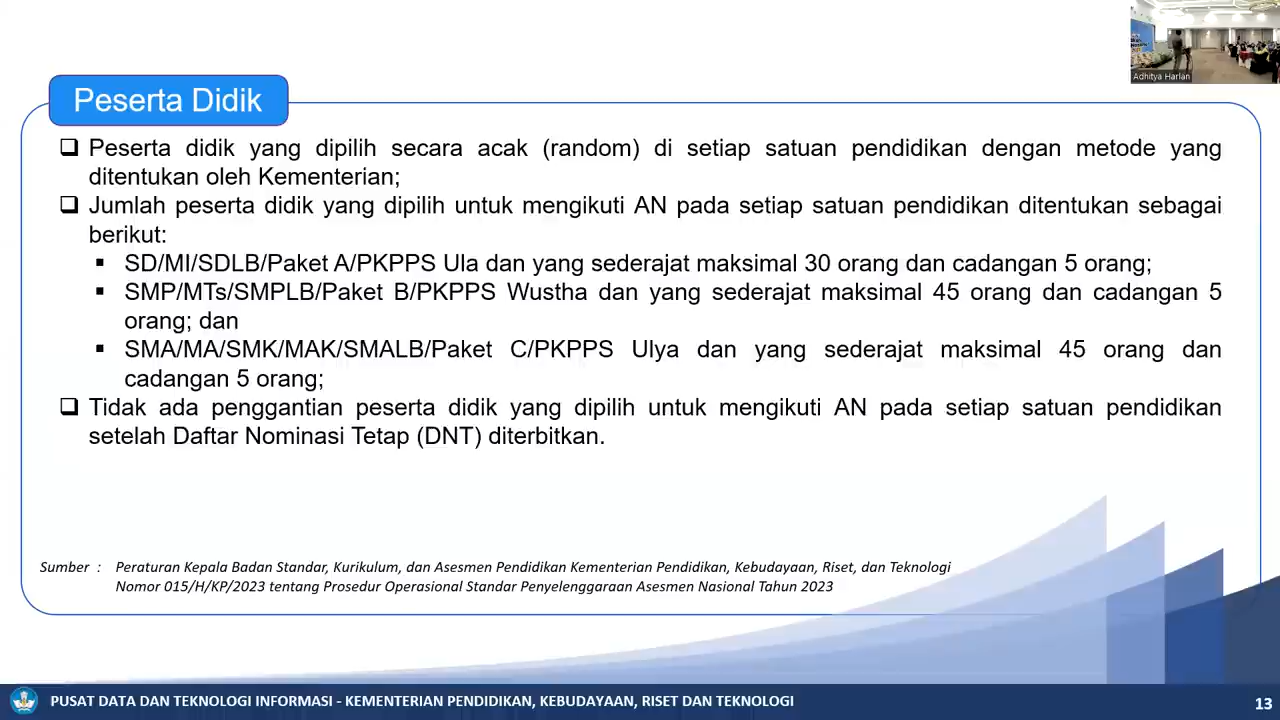 Adhitya Harlan
Peserta Didik
❑ Peserta didik yang dipilih secara acak (random) di setiap satuan pendidikan dengan metode yang
ditentukan oleh Kementerian;
❑ Jumlah peserta didik yang dipilih untuk mengikuti AN pada setiap satuan pendidikan ditentukan sebagai
berikut:
▪ SD/MI/SDLB/Paket A/PKPPS Ula dan yang sederajat maksimal 30 orang dan cadangan 5 orang;
▪ SMP/MTs/SMPLB/Paket B/PKPPS Wustha dan yang sederajat maksimal 45 orang dan cadangan 5
orang; dan
▪ SMA/MA/SMK/MAK/SMALB/Paket C/PKPPS Ulya dan yang sederajat maksimal 45 orang dan
cadangan 5 orang;
❑ Tidak ada penggantian peserta didik yang dipilih untuk mengikuti AN pada setiap satuan pendidikan
setelah Daftar Nominasi Tetap (DNT) diterbitkan.
Sumber : Peraturan Kepala Badan Standar, Kurikulum, dan Asesmen Pendidikan Kementerian Pendidikan, Kebudayaan, Riset, dan Teknologi
Nomor 015/H/KP/2023 tentang Prosedur Operasional Standar Penyelenggaraan Asesmen Nasional Tahun 2023
PUSAT DATA DAN TEKNOLOGI INFORMASI - KEMENTERIAN PENDIDIKAN, KEBUDAYAAN, RISET DAN TEKNOLOGI
13